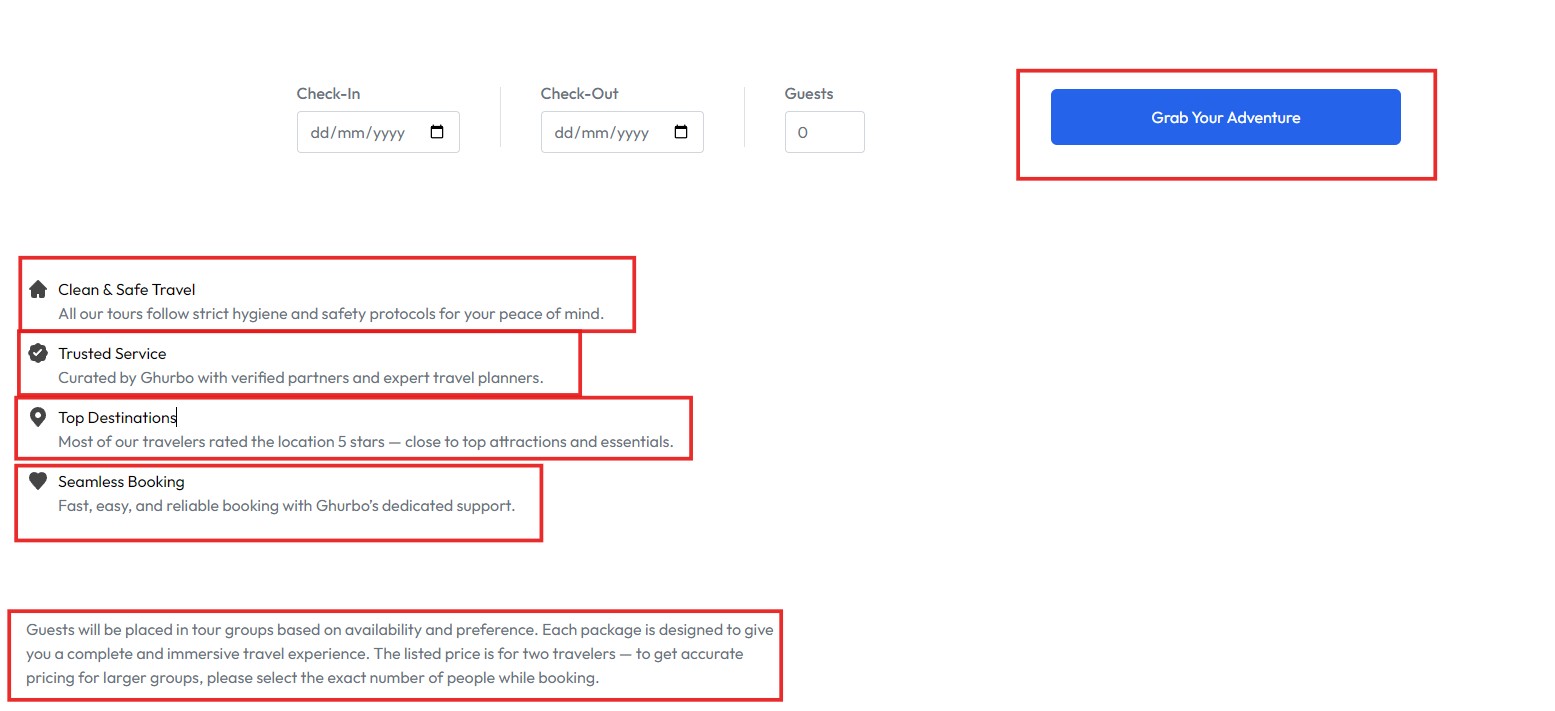 Check-In
Check-Out
Guests
dd/mm/yyyy
dd/mm/yyyy
0
Grab Your Adventure
Clean & Safe Travel
All our tours follow strict hygiene and safety protocols for your peace of mind.
Trusted Service
Curated by Ghurbo with verified partners and expert travel planners.
Top Destinations
Most of our travelers rated the location 5 stars — close to top attractions and essentials.
Seamless Booking
Fast, easy, and reliable booking with Ghurbo’s dedicated support.
Guests will be placed in tour groups based on availability and preference. Each package is designed to give
you a complete and immersive travel experience. The listed price is for two travelers — to get accurate
pricing for larger groups, please select the exact number of people while booking.